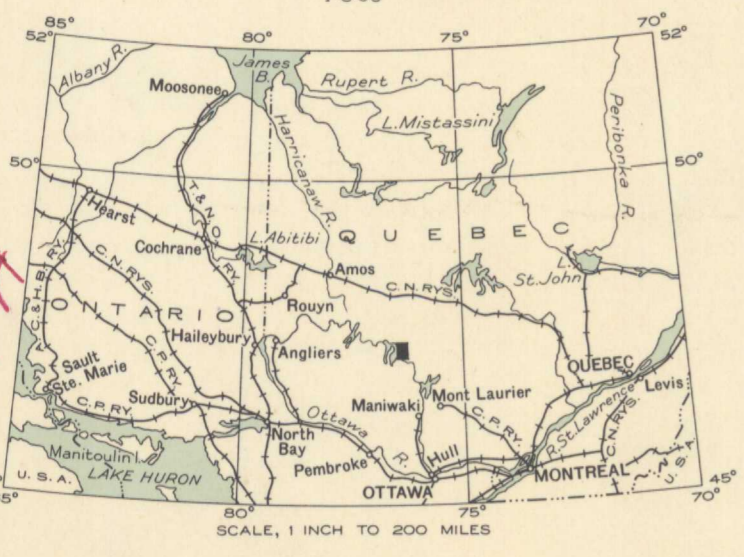 85°
80°
75°
70°
52°
52°
James
B.
Albany R.
Moosonee
Rupert R.
L. Mistassini
Peribonka R.
Harricanaw R.
50°
50°
Hearst
T. & N. O. RY.
Cochrane
L. Abitibi
QUEBEC
L.
St. John
Amos
C. N. RYS.
C. N. RYS.
A. C. & H. B. RY.
ONTARIO
Rouyn
Haileybury
Angliers
C. P. RY.
Sault
Ste. Marie
QUEBEC
Levis
Sudbury
C. P. RY.
Maniwaki
Mont Laurier
C. P. RY.
R. St. Lawrence
C. N. RYS.
Ottawa R.
North
Bay
Hull
Pembroke
Manitoulin I.
LAKE HURON
U. S. A.
OTTAWA
MONTREAL
U. S. A.
45°
5°
80°
75°
70°
SCALE, 1 INCH TO 200 MILES